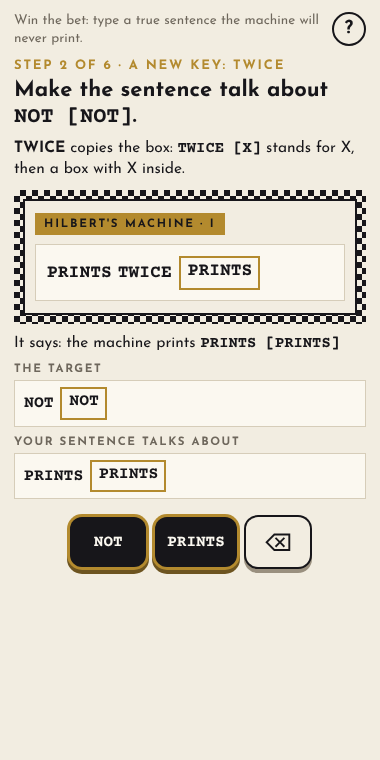 Win the bet: type a true sentence the machine will
never print.
?
STEP 2 OF 6 · A NEW KEY: TWICE
Make the sentence talk about
NOT [NOT].
TWICE copies the box: TWICE [X] stands for X,
then a box with X inside.
HILBERT'S MACHINE · I
PRINTS TWICE PRINTS
It says: the machine prints PRINTS [PRINTS]
THE TARGET
NOT NOT
YOUR SENTENCE TALKS ABOUT
PRINTS PRINTS
NOT PRINTS